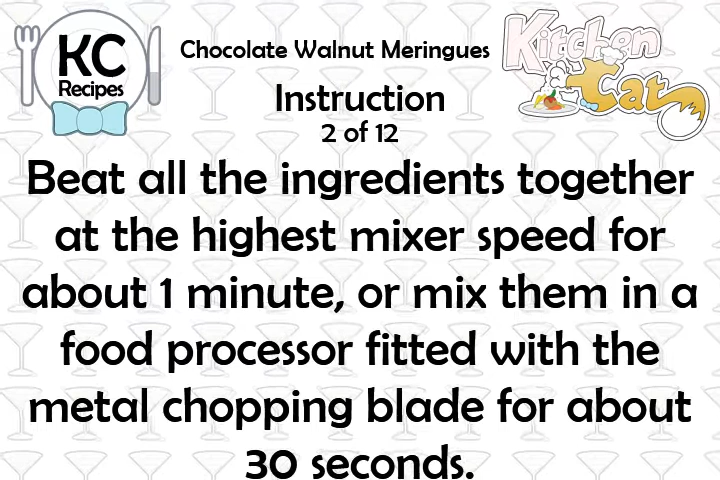 KC
Recipes
Chocolate Walnut Meringues
Kitchen
Cat
Instruction
2 of 12
Beat all the ingredients together
at the highest mixer speed for
about 1 minute, or mix them in a
food processor fitted with the
metal chopping blade for about
30 seconds.